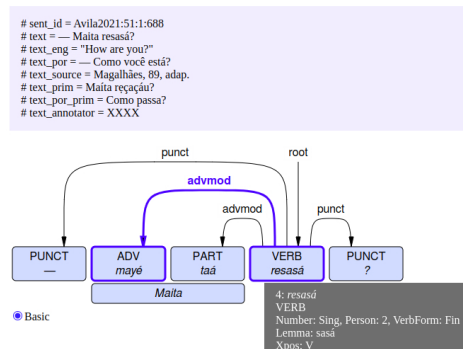 # sent_id = Avila2021:51:1:688
# text = — Maita resasá?
# text_eng = "How are you?"
# text_por = — Como você está?
# text_source = Magalhães, 89, adap.
# text_prim = Maíta reçaçáu?
# text_por_prim = Como passa?
# text_annotator = XXXX
punct root
advmod
advmod punct
PUNCT ADV PART VERB PUNCT
— mayé taá resasá ?
Maita
Basic
4: resasá
VERB
Number: Sing, Person: 2, VerbForm: Fin
Lemma: sasá
Xpos: V